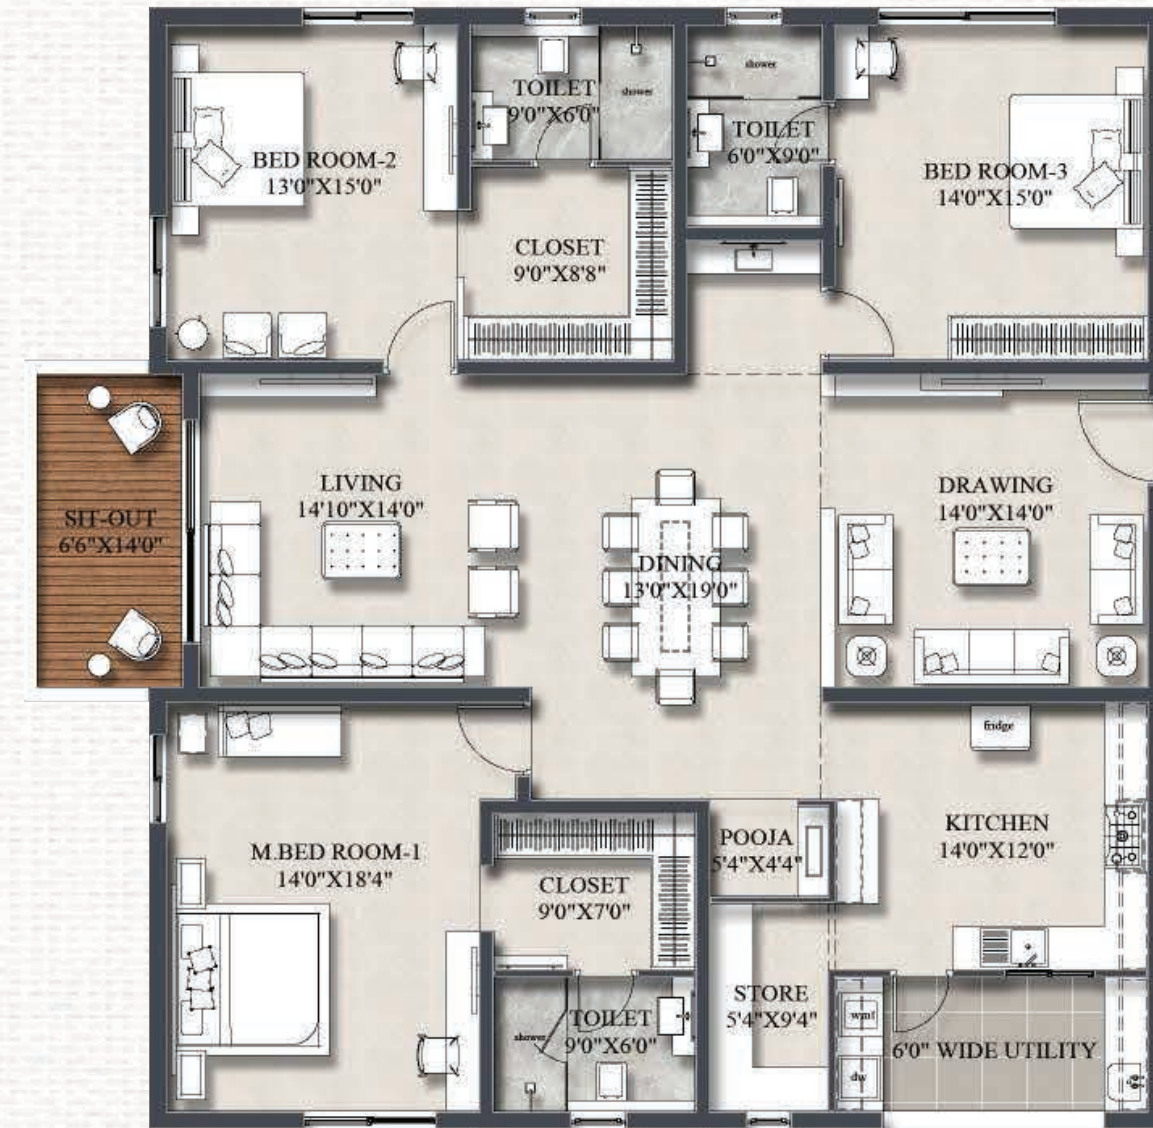 TOILET
9'0"X6'0"
shower
shower
TOILET
6'0"X9'0"
BED ROOM-2
13'0"X15'0"
BED ROOM-3
14'0"X15'0"
CLOSET
9'0"X8'8"
LIVING
14'10"X14'0"
DRAWING
14'0"X14'0"
SIT-OUT
6'6"X14'0"
DINING
13'0"X19'0"
fridge
M.BED ROOM-1
14'0"X18'4"
POOJA
5'4"X4'4"
KITCHEN
14'0"X12'0"
CLOSET
9'0"X7'0"
STORE
5'4"X9'4"
TOILET
9'0"X6'0"
shower
wm
6'0" WIDE UTILITY
dw